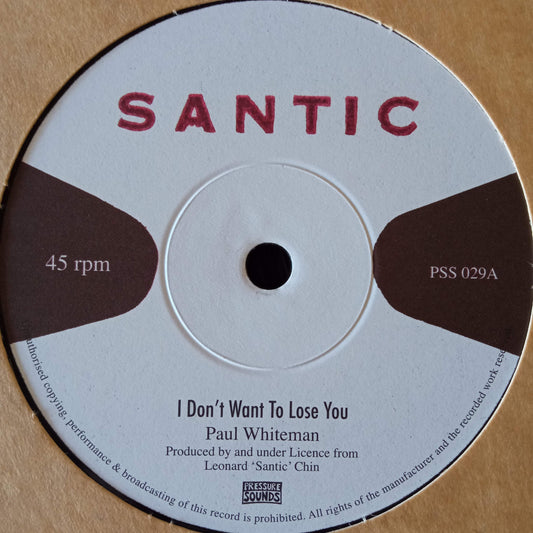 SANTIC
45 rpm
PSS 029A
I Don't Want To Lose You
Paul Whiteman
Produced by and under Licence from
Leonard 'Santic' Chin
PRESSURE
SOUNDS
copying, performance & broadcasting of this record is prohibited. All rights of the manufacturer and the recorded work